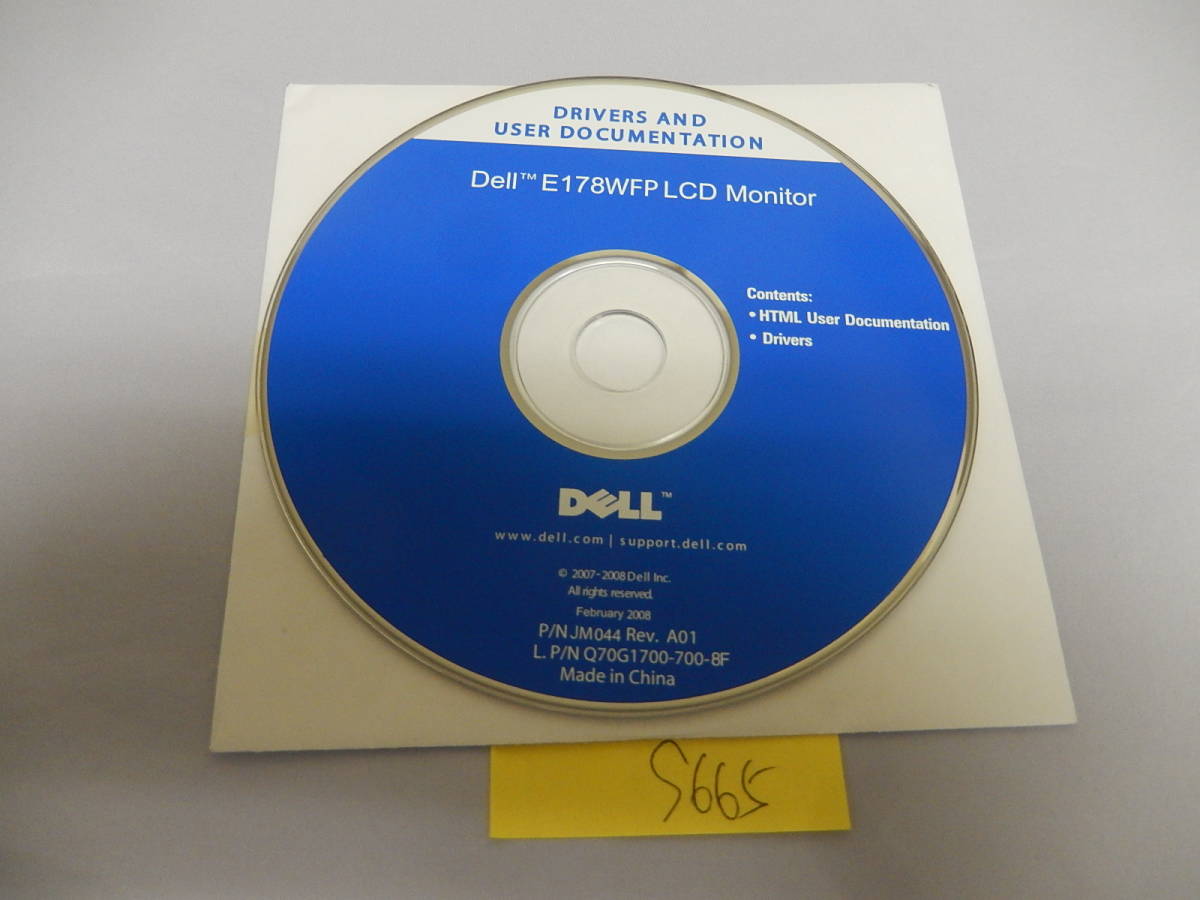 DRIVERS AND
USER DOCUMENTATION
Dell™ E178WFP LCD Monitor
Contents:
• HTML User Documentation
• Drivers
DELL™
www.dell.com | support.dell.com
© 2007-2008 Dell Inc.
All rights reserved.
February 2008
P/N JM044 Rev. A01
L. P/N Q70G1700-700-8F
Made in China
S665